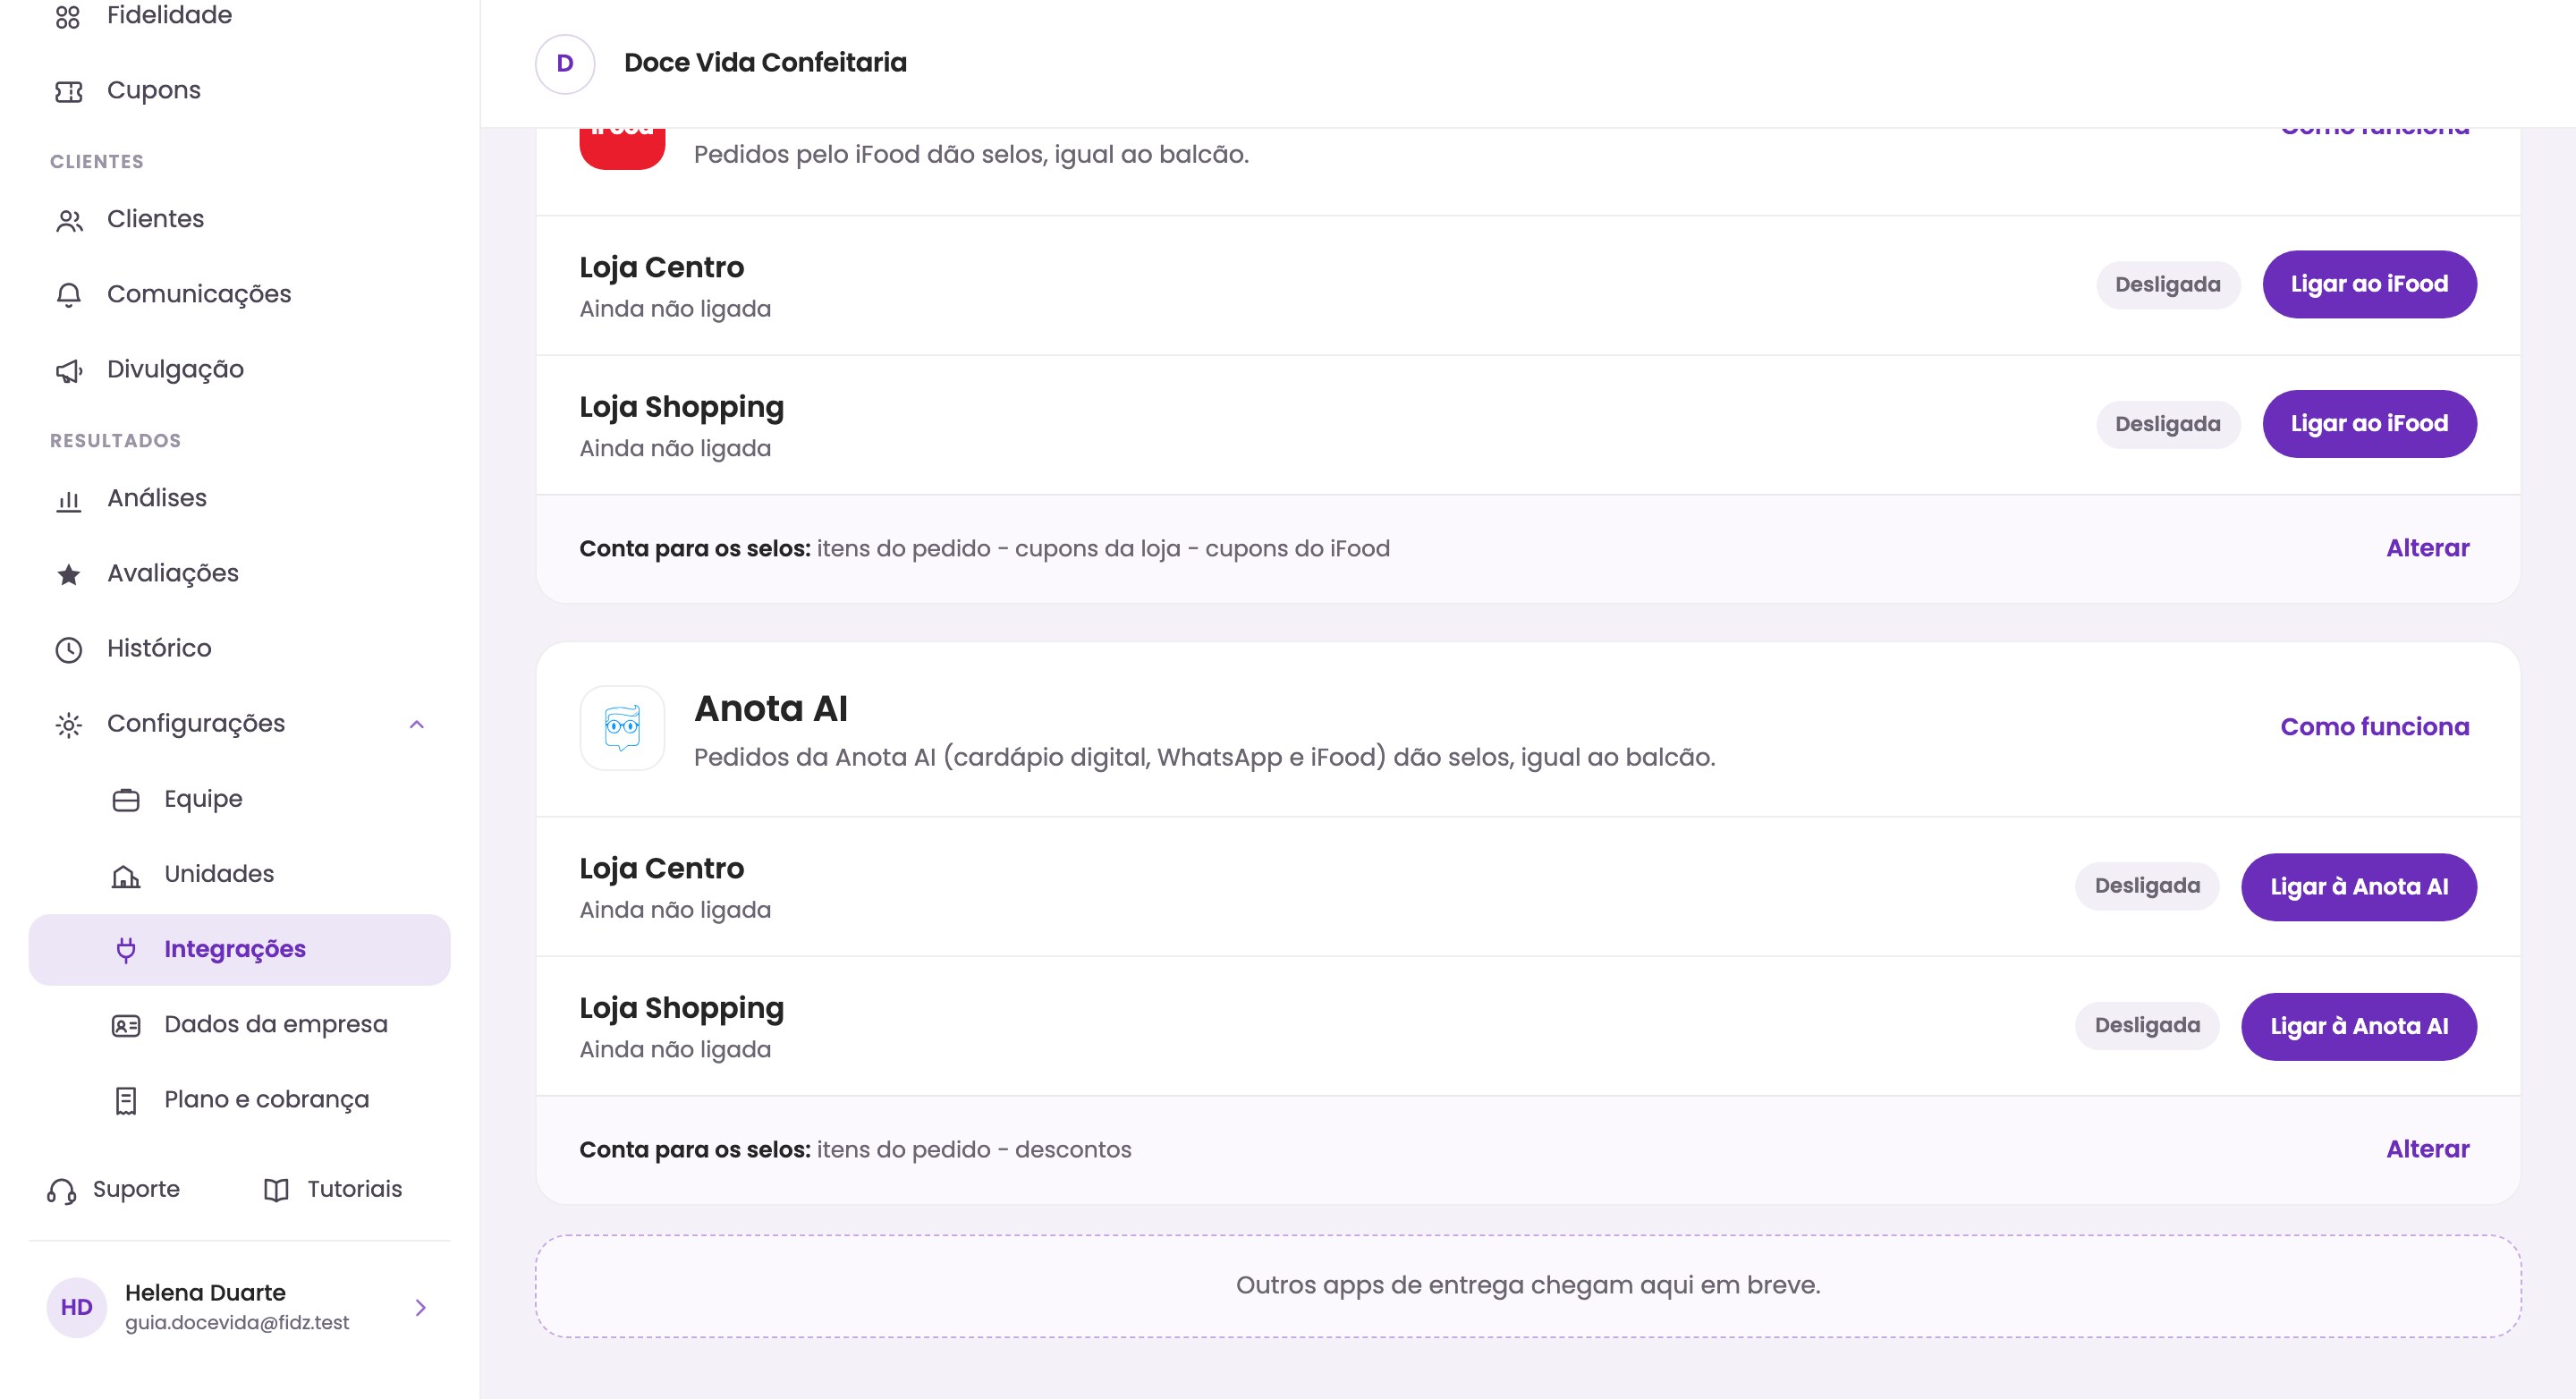 Fidelidade
Cupons
CLIENTES
Clientes
Comunicações
Divulgação
RESULTADOS
Análises
Avaliações
Histórico
Configurações
Equipe
Unidades
Integrações
Dados da empresa
Plano e cobrança
Suporte
Tutoriais
HD
Helena Duarte
guia.docevida@fidz.test
D
Doce Vida Confeitaria
iFood
Como funciona
Pedidos pelo iFood dão selos, igual ao balcão.
Loja Centro
Ainda não ligada
Desligada
Ligar ao iFood
Loja Shopping
Ainda não ligada
Desligada
Ligar ao iFood
Conta para os selos: itens do pedido - cupons da loja - cupons do iFood
Alterar
Anota AI
Pedidos da Anota AI (cardápio digital, WhatsApp e iFood) dão selos, igual ao balcão.
Como funciona
Loja Centro
Ainda não ligada
Desligada
Ligar à Anota AI
Loja Shopping
Ainda não ligada
Desligada
Ligar à Anota AI
Conta para os selos: itens do pedido - descontos
Alterar
Outros apps de entrega chegam aqui em breve.